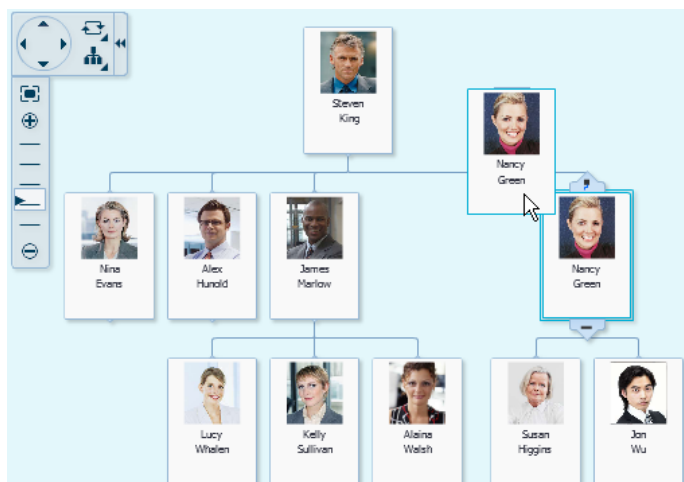 Steven
King
Nancy
Green
Nina
Evans
Alex
Hunold
James
Marlow
Nancy
Green
Lucy
Whalen
Kelly
Sullivan
Alaina
Walsh
Susan
Higgins
Jon
Wu